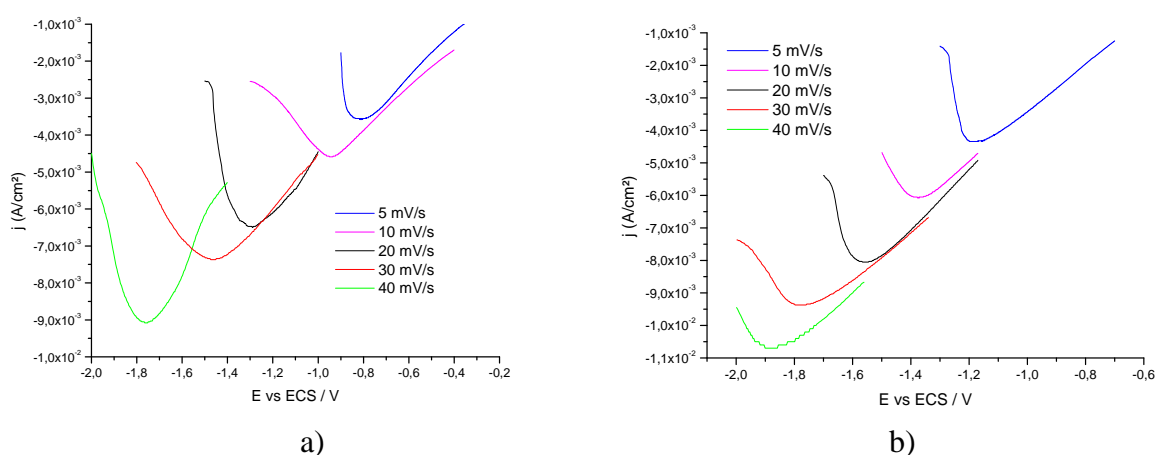 -1,0x10⁻³
-2,0x10⁻³
-3,0x10⁻³
-4,0x10⁻³
-5,0x10⁻³
-6,0x10⁻³
-7,0x10⁻³
-8,0x10⁻³
-9,0x10⁻³
-1,0x10⁻²
j (A/cm²)
5 mV/s
10 mV/s
20 mV/s
30 mV/s
40 mV/s
-2,0 -1,8 -1,6 -1,4 -1,2 -1,0 -0,8 -0,6 -0,4 -0,2
E vs ECS / V
a)
-1,0x10⁻³
-2,0x10⁻³
-3,0x10⁻³
-4,0x10⁻³
-5,0x10⁻³
-6,0x10⁻³
-7,0x10⁻³
-8,0x10⁻³
-9,0x10⁻³
-1,0x10⁻²
-1,1x10⁻²
j (A/cm²)
5 mV/s
10 mV/s
20 mV/s
30 mV/s
40 mV/s
-2,0 -1,8 -1,6 -1,4 -1,2 -1,0 -0,8 -0,6
E vs ECS / V
b)